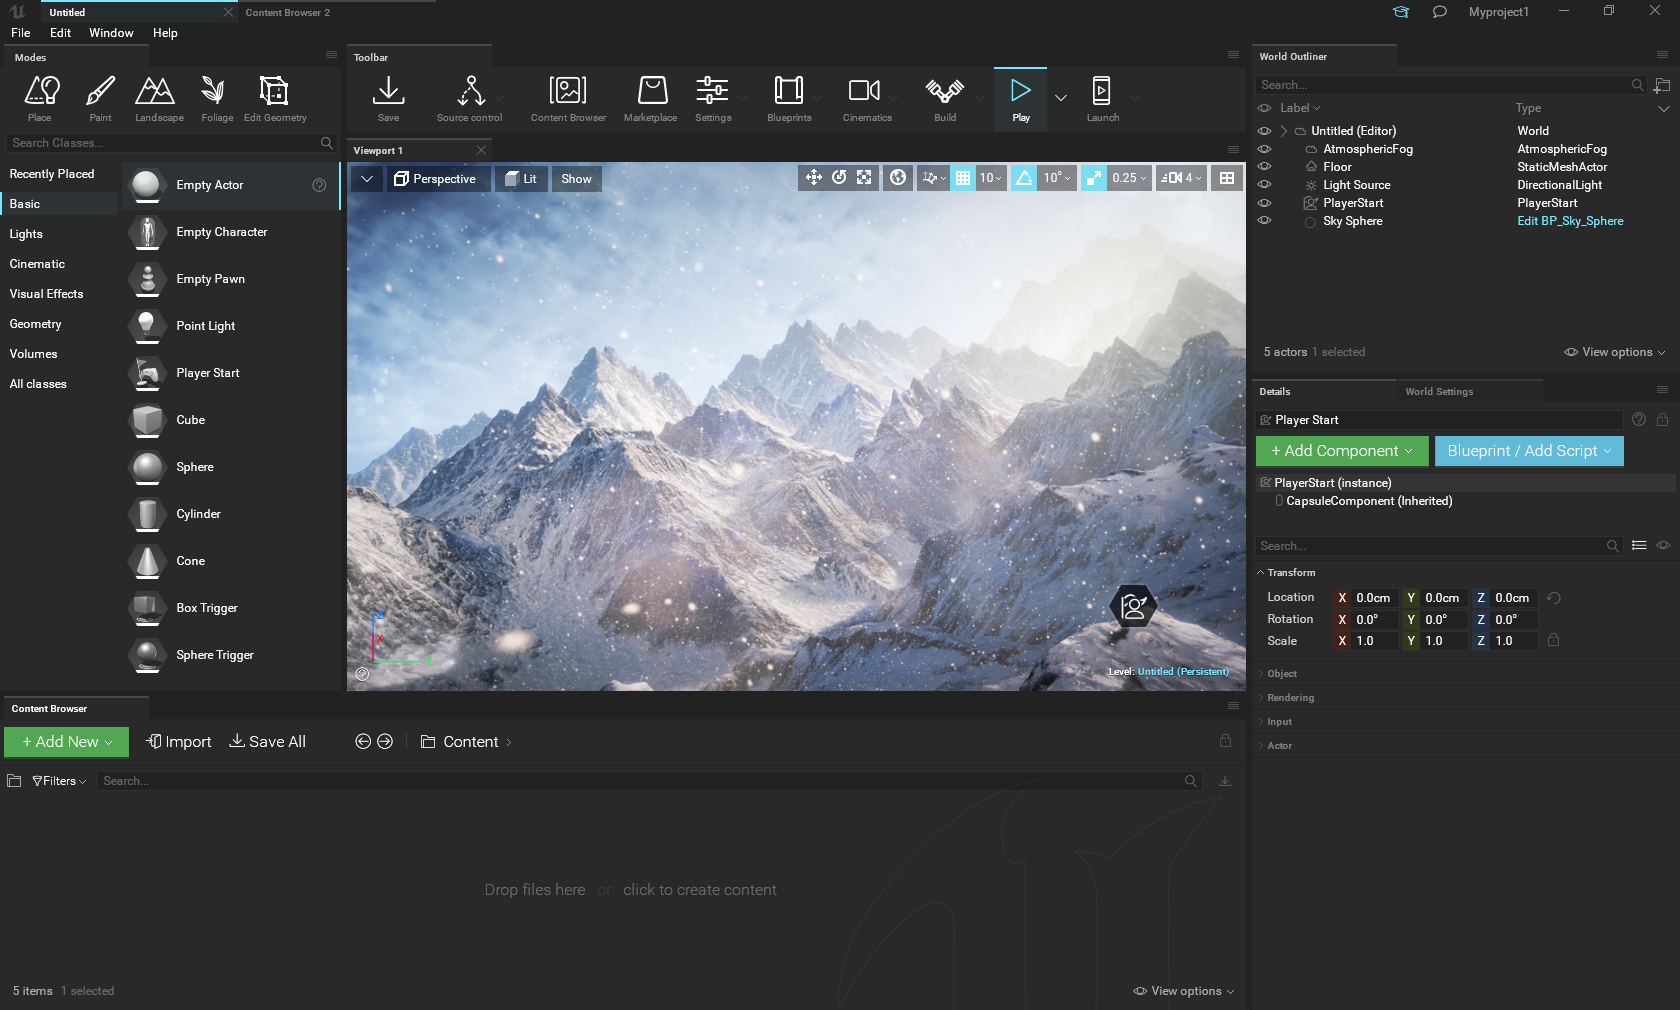 Untitled
Content Browser 2
Myproject1
File Edit Window Help
Modes
Place Paint Landscape Foliage Edit Geometry
Search Classes...
Recently Placed
Basic
Lights
Cinematic
Visual Effects
Geometry
Volumes
All classes
Empty Actor
Empty Character
Empty Pawn
Point Light
Player Start
Cube
Sphere
Cylinder
Cone
Box Trigger
Sphere Trigger
Toolbar
Save Source control Content Browser Marketplace Settings Blueprints Cinematics Build Play Launch
Viewport 1
Perspective Lit Show 10 10° 0.25 4
Z
X
Level: Untitled (Persistent)
World Outliner
Search...
Label Type
Untitled (Editor) World
AtmosphericFog AtmosphericFog
Floor StaticMeshActor
Light Source DirectionalLight
PlayerStart PlayerStart
Sky Sphere Edit BP_Sky_Sphere
5 actors 1 selected View options
Details World Settings
Player Start
+ Add Component Blueprint / Add Script
PlayerStart (instance)
CapsuleComponent (Inherited)
Search...
Transform
Location X 0.0cm Y 0.0cm Z 0.0cm
Rotation X 0.0° Y 0.0° Z 0.0°
Scale X 1.0 Y 1.0 Z 1.0
Object
Rendering
Input
Actor
Content Browser
+ Add New Import Save All Content
Filters Search...
Drop files here or click to create content
5 items 1 selected View options